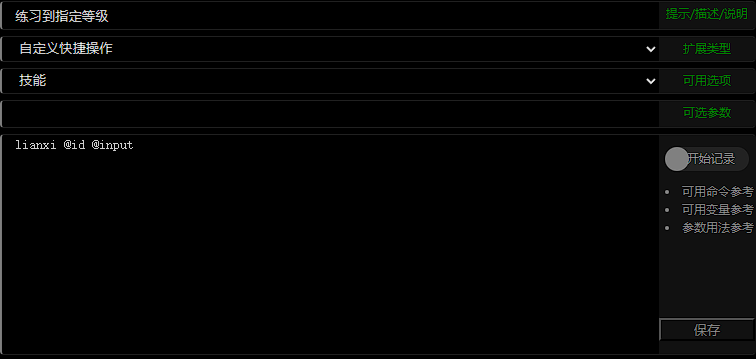 练习到指定等级
提示/描述/说明
自定义快捷操作
扩展类型
技能
可用选项
可选参数
lianxi @id @input
开始记录
可用命令参考
可用变量参考
参数用法参考
保存